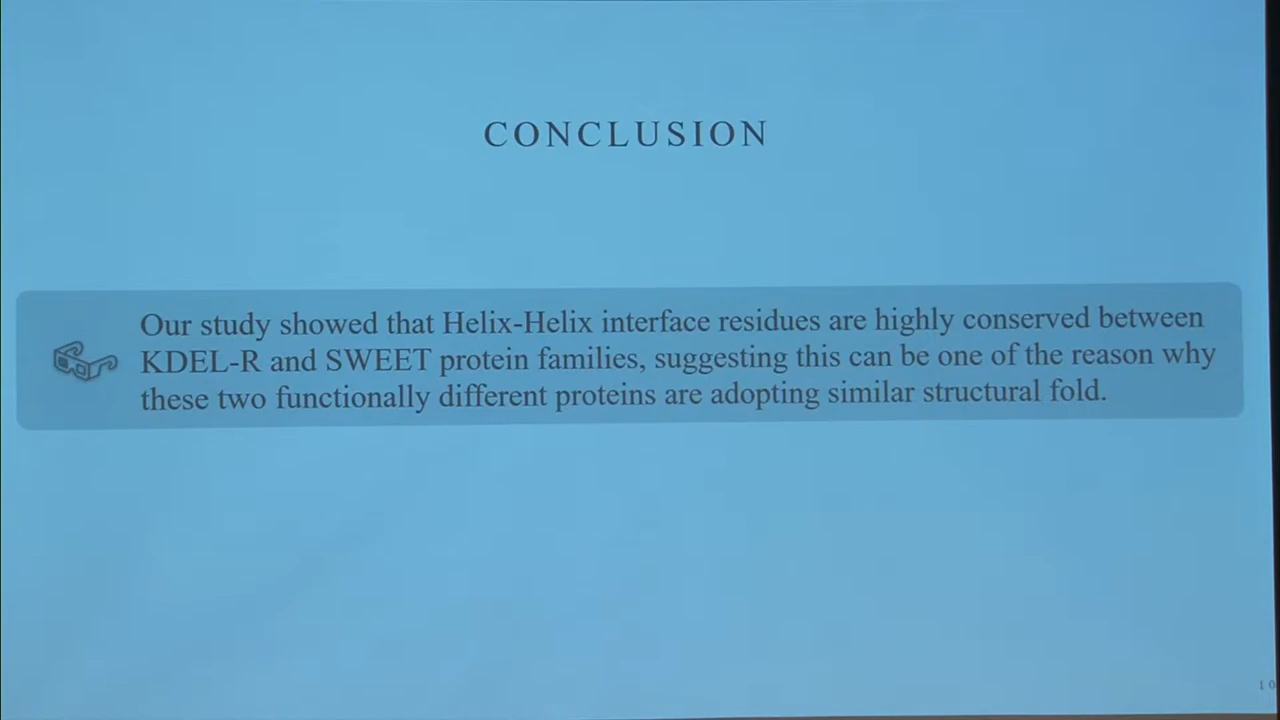 CONCLUSION
Our study showed that Helix-Helix interface residues are highly conserved between
KDEL-R and SWEET protein families, suggesting this can be one of the reason why
these two functionally different proteins are adopting similar structural fold.
10